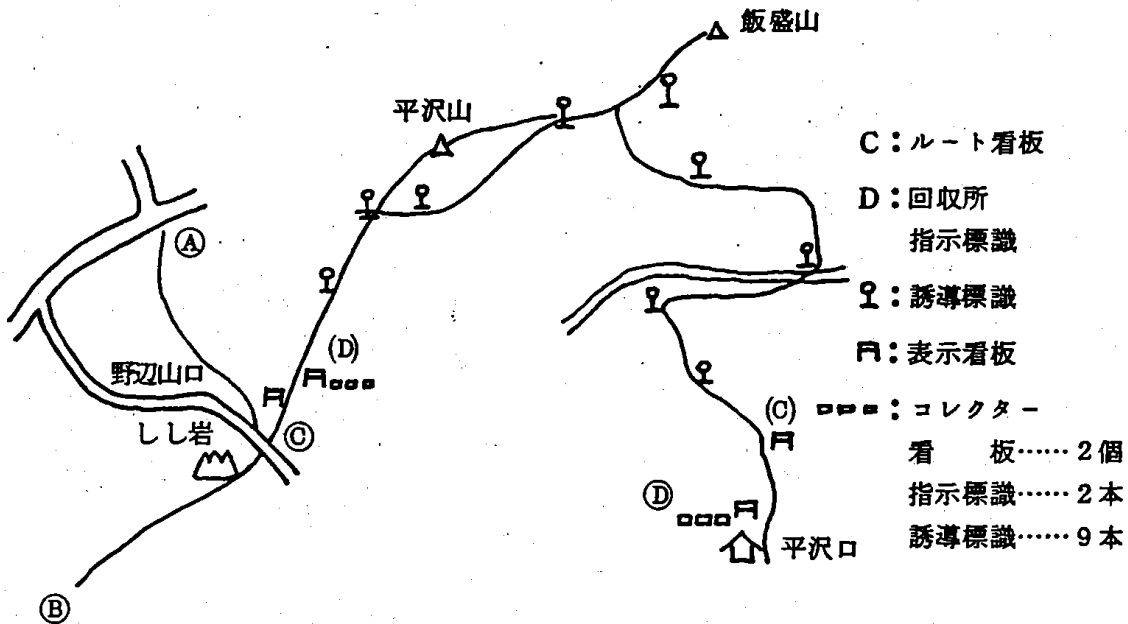 飯盛山
平沢山
C：ルート看板
D：回収所
指示標識
Ⓐ
：誘導標識
(D)
：表示看板
野辺山口
しし岩
Ⓒ
(C)
：コレクター
看　　板……2個
指示標識……2本
誘導標識……9本
Ⓓ
平沢口
Ⓑ